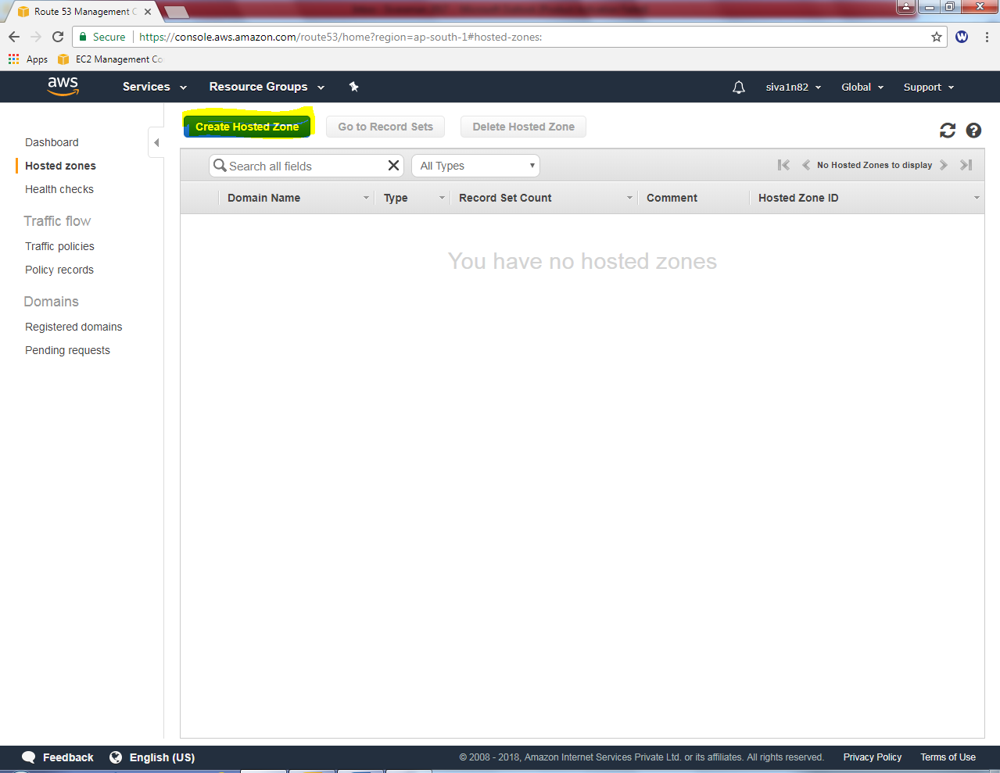 Route 53 Management C
Secure
https://console.aws.amazon.com/route53/home?region=ap-south-1#hosted-zones:
W
Apps
EC2 Management Co
aws
Services
Resource Groups
siva1n82
Global
Support
Dashboard
Hosted zones
Health checks
Traffic flow
Traffic policies
Policy records
Domains
Registered domains
Pending requests
Create Hosted Zone
Go to Record Sets
Delete Hosted Zone
Search all fields
All Types
No Hosted Zones to display
Domain Name
Type
Record Set Count
Comment
Hosted Zone ID
You have no hosted zones
Feedback
English (US)
© 2008 - 2018, Amazon Internet Services Private Ltd. or its affiliates. All rights reserved.
Privacy Policy
Terms of Use